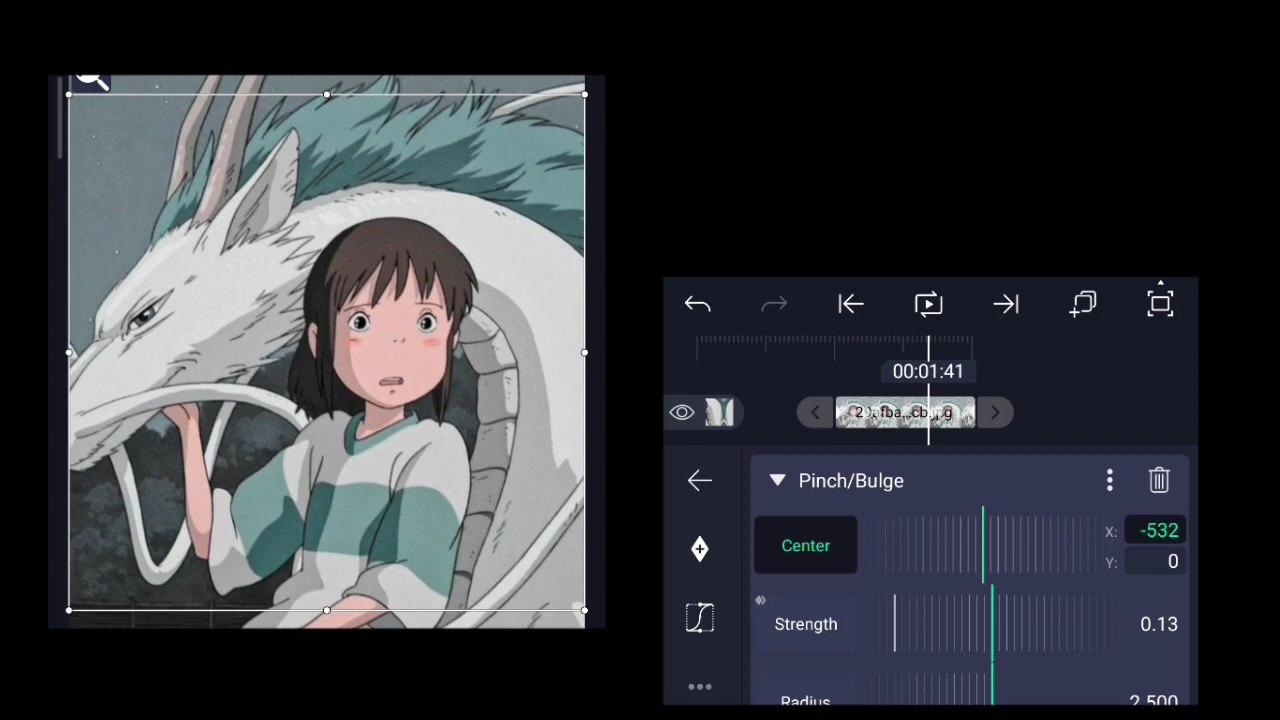 00:01:41
Pinch/Bulge
Center
X: -532
Y: 0
Strength
0.13
Radius
2.500